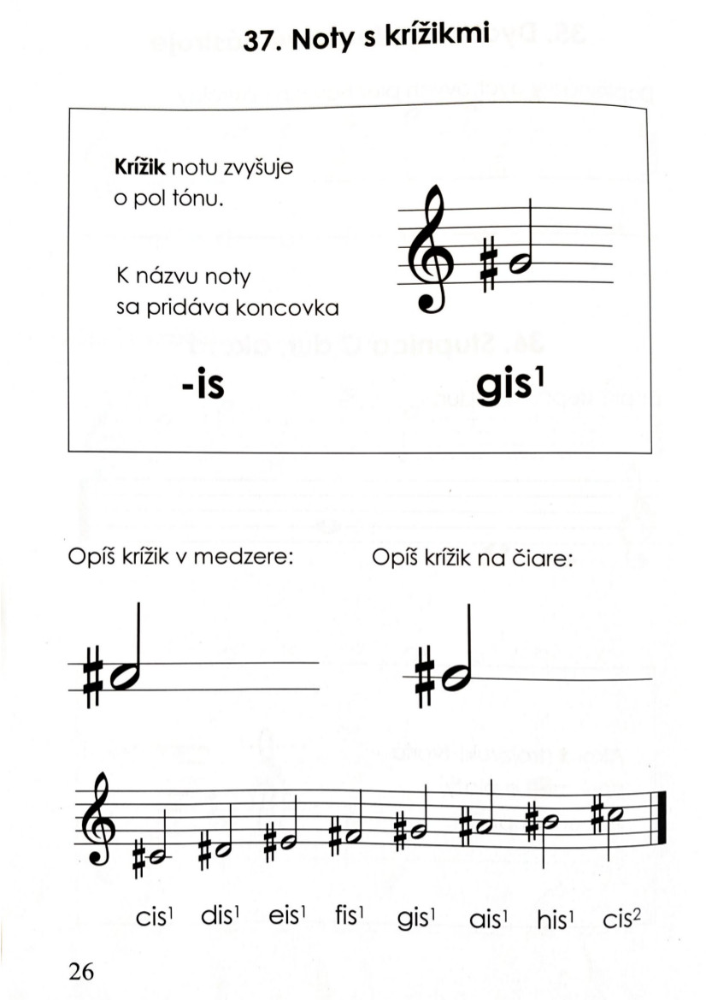 37. Noty s krížikmi
Krížik notu zvyšuje
o pol tónu.
K názvu noty
sa pridáva koncovka
-is
gis¹
Opíš krížik v medzere:
Opíš krížik na čiare:
cis¹ dis¹ eis¹ fis¹ gis¹ ais¹ his¹ cis²
26